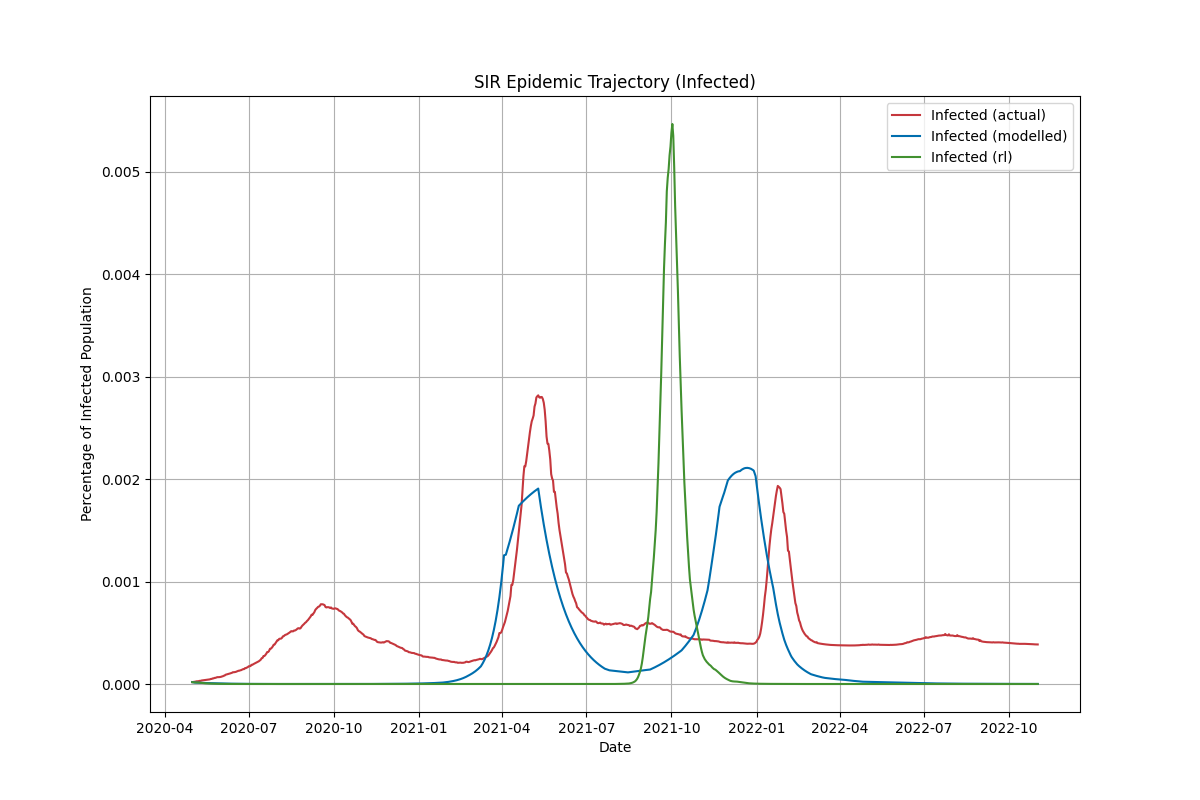 SIR Epidemic Trajectory (Infected)
Infected (actual)
Infected (modelled)
Infected (rl)
Percentage of Infected Population
0.005
0.004
0.003
0.002
0.001
0.000
2020-04 2020-07 2020-10 2021-01 2021-04 2021-07 2021-10 2022-01 2022-04 2022-07 2022-10
Date